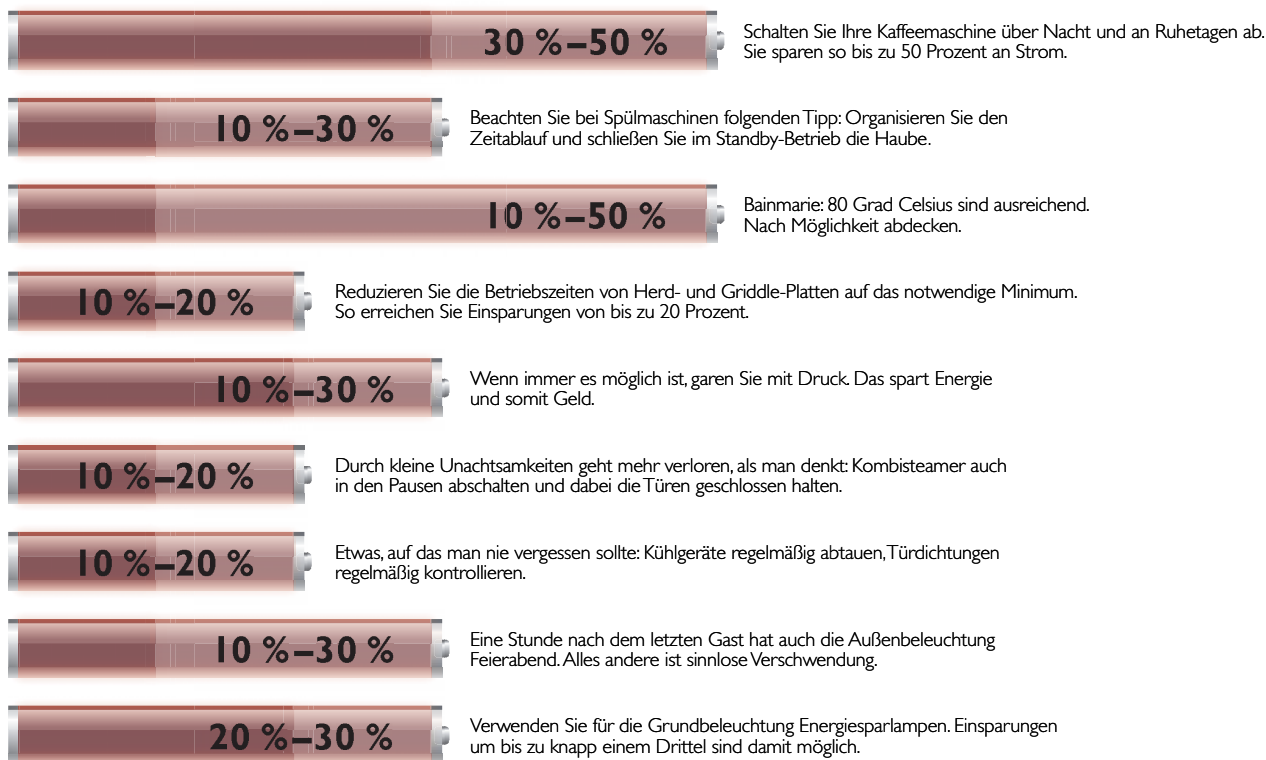 30 %–50 %
Schalten Sie Ihre Kaffeemaschine über Nacht und an Ruhetagen ab.
Sie sparen so bis zu 50 Prozent an Strom.
10 %–30 %
Beachten Sie bei Spülmaschinen folgenden Tipp: Organisieren Sie den
Zeitablauf und schließen Sie im Standby-Betrieb die Haube.
10 %–50 %
Bainmarie: 80 Grad Celsius sind ausreichend.
Nach Möglichkeit abdecken.
10 %–20 %
Reduzieren Sie die Betriebszeiten von Herd- und Griddle-Platten auf das notwendige Minimum.
So erreichen Sie Einsparungen von bis zu 20 Prozent.
10 %–30 %
Wenn immer es möglich ist, garen Sie mit Druck. Das spart Energie
und somit Geld.
10 %–20 %
Durch kleine Unachtsamkeiten geht mehr verloren, als man denkt: Kombisteamer auch
in den Pausen abschalten und dabei die Türen geschlossen halten.
10 %–20 %
Etwas, auf das man nie vergessen sollte: Kühlgeräte regelmäßig abtauen, Türdichtungen
regelmäßig kontrollieren.
10 %–30 %
Eine Stunde nach dem letzten Gast hat auch die Außenbeleuchtung
Feierabend. Alles andere ist sinnlose Verschwendung.
20 %–30 %
Verwenden Sie für die Grundbeleuchtung Energiesparlampen. Einsparungen
um bis zu knapp einem Drittel sind damit möglich.